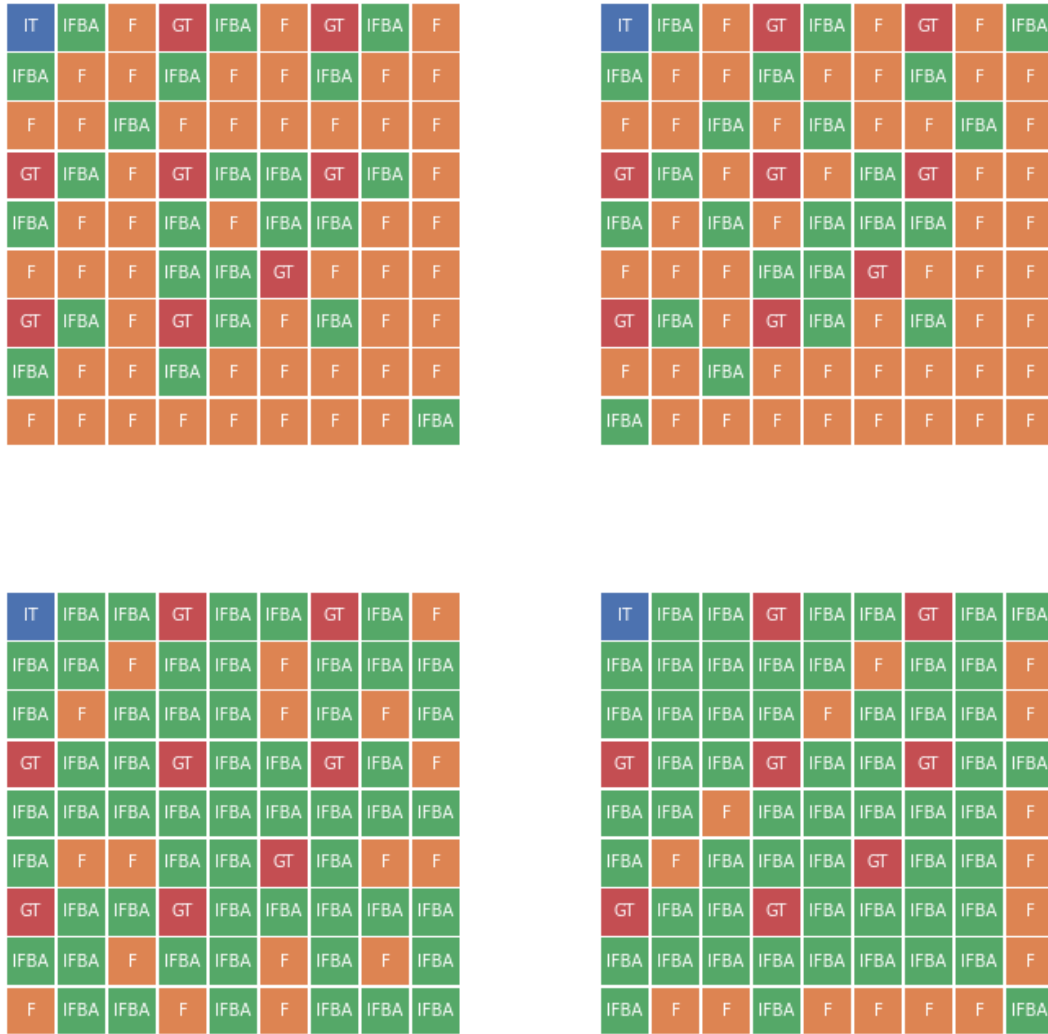 IT IFBA F GT IFBA F GT IFBA F
IFBA F F IFBA F F IFBA F F
F F IFBA F F F F F F
GT IFBA F GT IFBA IFBA GT IFBA F
IFBA F F IFBA F IFBA IFBA F F
F F F IFBA IFBA GT F F F
GT IFBA F GT IFBA F IFBA F F
IFBA F F IFBA F F F F F
F F F F F F F F IFBA
IT IFBA F GT IFBA F GT F IFBA
IFBA F F IFBA F F IFBA F F
F F IFBA F IFBA F F IFBA F
GT IFBA F GT F IFBA GT F F
IFBA F IFBA F IFBA IFBA IFBA F F
F F F IFBA IFBA GT F F F
GT IFBA F GT IFBA F IFBA F F
F F IFBA F F F F F F
IFBA F F F F F F F F
IT IFBA IFBA GT IFBA IFBA GT IFBA F
IFBA IFBA F IFBA IFBA F IFBA IFBA IFBA
IFBA F IFBA IFBA IFBA F IFBA F IFBA
GT IFBA IFBA GT IFBA IFBA GT IFBA F
IFBA IFBA IFBA IFBA IFBA IFBA IFBA IFBA IFBA
IFBA F F IFBA IFBA GT IFBA F F
GT IFBA IFBA GT IFBA IFBA IFBA IFBA IFBA
IFBA IFBA F IFBA IFBA F IFBA F IFBA
F IFBA IFBA F IFBA F IFBA IFBA IFBA
IT IFBA IFBA GT IFBA IFBA GT IFBA IFBA
IFBA IFBA IFBA IFBA IFBA F IFBA IFBA F
IFBA IFBA IFBA IFBA F IFBA IFBA IFBA F
GT IFBA IFBA GT IFBA IFBA GT IFBA IFBA
IFBA IFBA F IFBA IFBA IFBA IFBA IFBA F
IFBA F IFBA IFBA IFBA GT IFBA IFBA F
GT IFBA IFBA GT IFBA IFBA IFBA IFBA F
IFBA IFBA IFBA IFBA IFBA IFBA IFBA IFBA F
IFBA F F IFBA F F F F IFBA